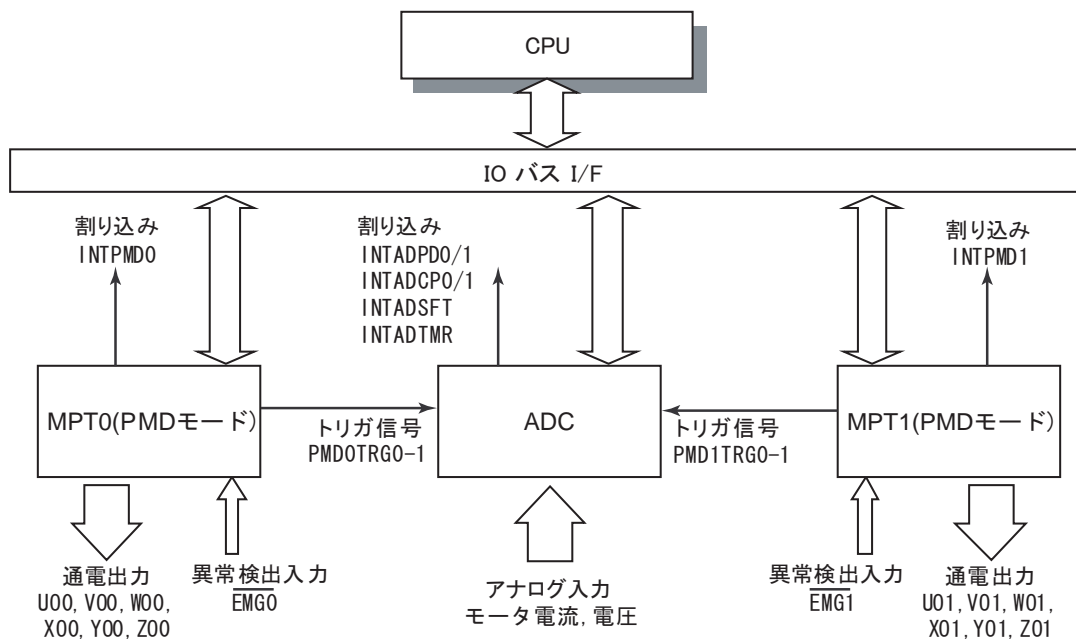 CPU
IO バス I/F
割り込み
INTPMD0
割り込み
INTADPD0/1
INTADCP0/1
INTADSFT
INTADTMR
割り込み
INTPMD1
MPT0(PMDモード)
トリガ信号
PMD0TRG0-1
ADC
トリガ信号
PMD1TRG0-1
MPT1(PMDモード)
通電出力
U00, V00, W00,
X00, Y00, Z00
異常検出入力
EMG0
アナログ入力
モータ電流, 電圧
異常検出入力
EMG1
通電出力
U01, V01, W01,
X01, Y01, Z01